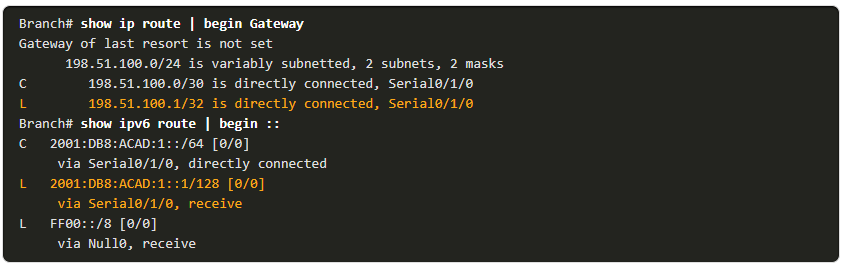 Branch# show ip route | begin Gateway
Gateway of last resort is not set
      198.51.100.0/24 is variably subnetted, 2 subnets, 2 masks
C        198.51.100.0/30 is directly connected, Serial0/1/0
L        198.51.100.1/32 is directly connected, Serial0/1/0
Branch# show ipv6 route | begin ::
C   2001:DB8:ACAD:1::/64 [0/0]
     via Serial0/1/0, directly connected
L   2001:DB8:ACAD:1::1/128 [0/0]
     via Serial0/1/0, receive
L   FF00::/8 [0/0]
     via Null0, receive